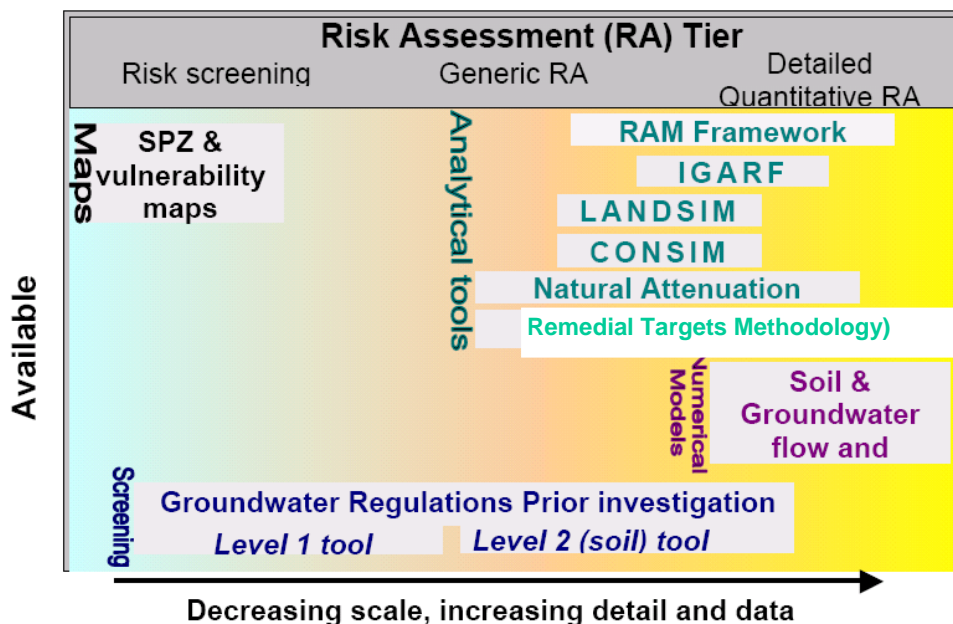 Risk Assessment (RA) Tier
Risk screening
Generic RA
Detailed
Quantitative RA
Maps
SPZ &
vulnerability
maps
Analytical tools
RAM Framework
IGARF
LANDSIM
CONSIM
Natural Attenuation
Remedial Targets Methodology)
Numerical
Models
Soil &
Groundwater
flow and
Available
Screening
Groundwater Regulations Prior investigation
Level 1 tool
Level 2 (soil) tool
Decreasing scale, increasing detail and data